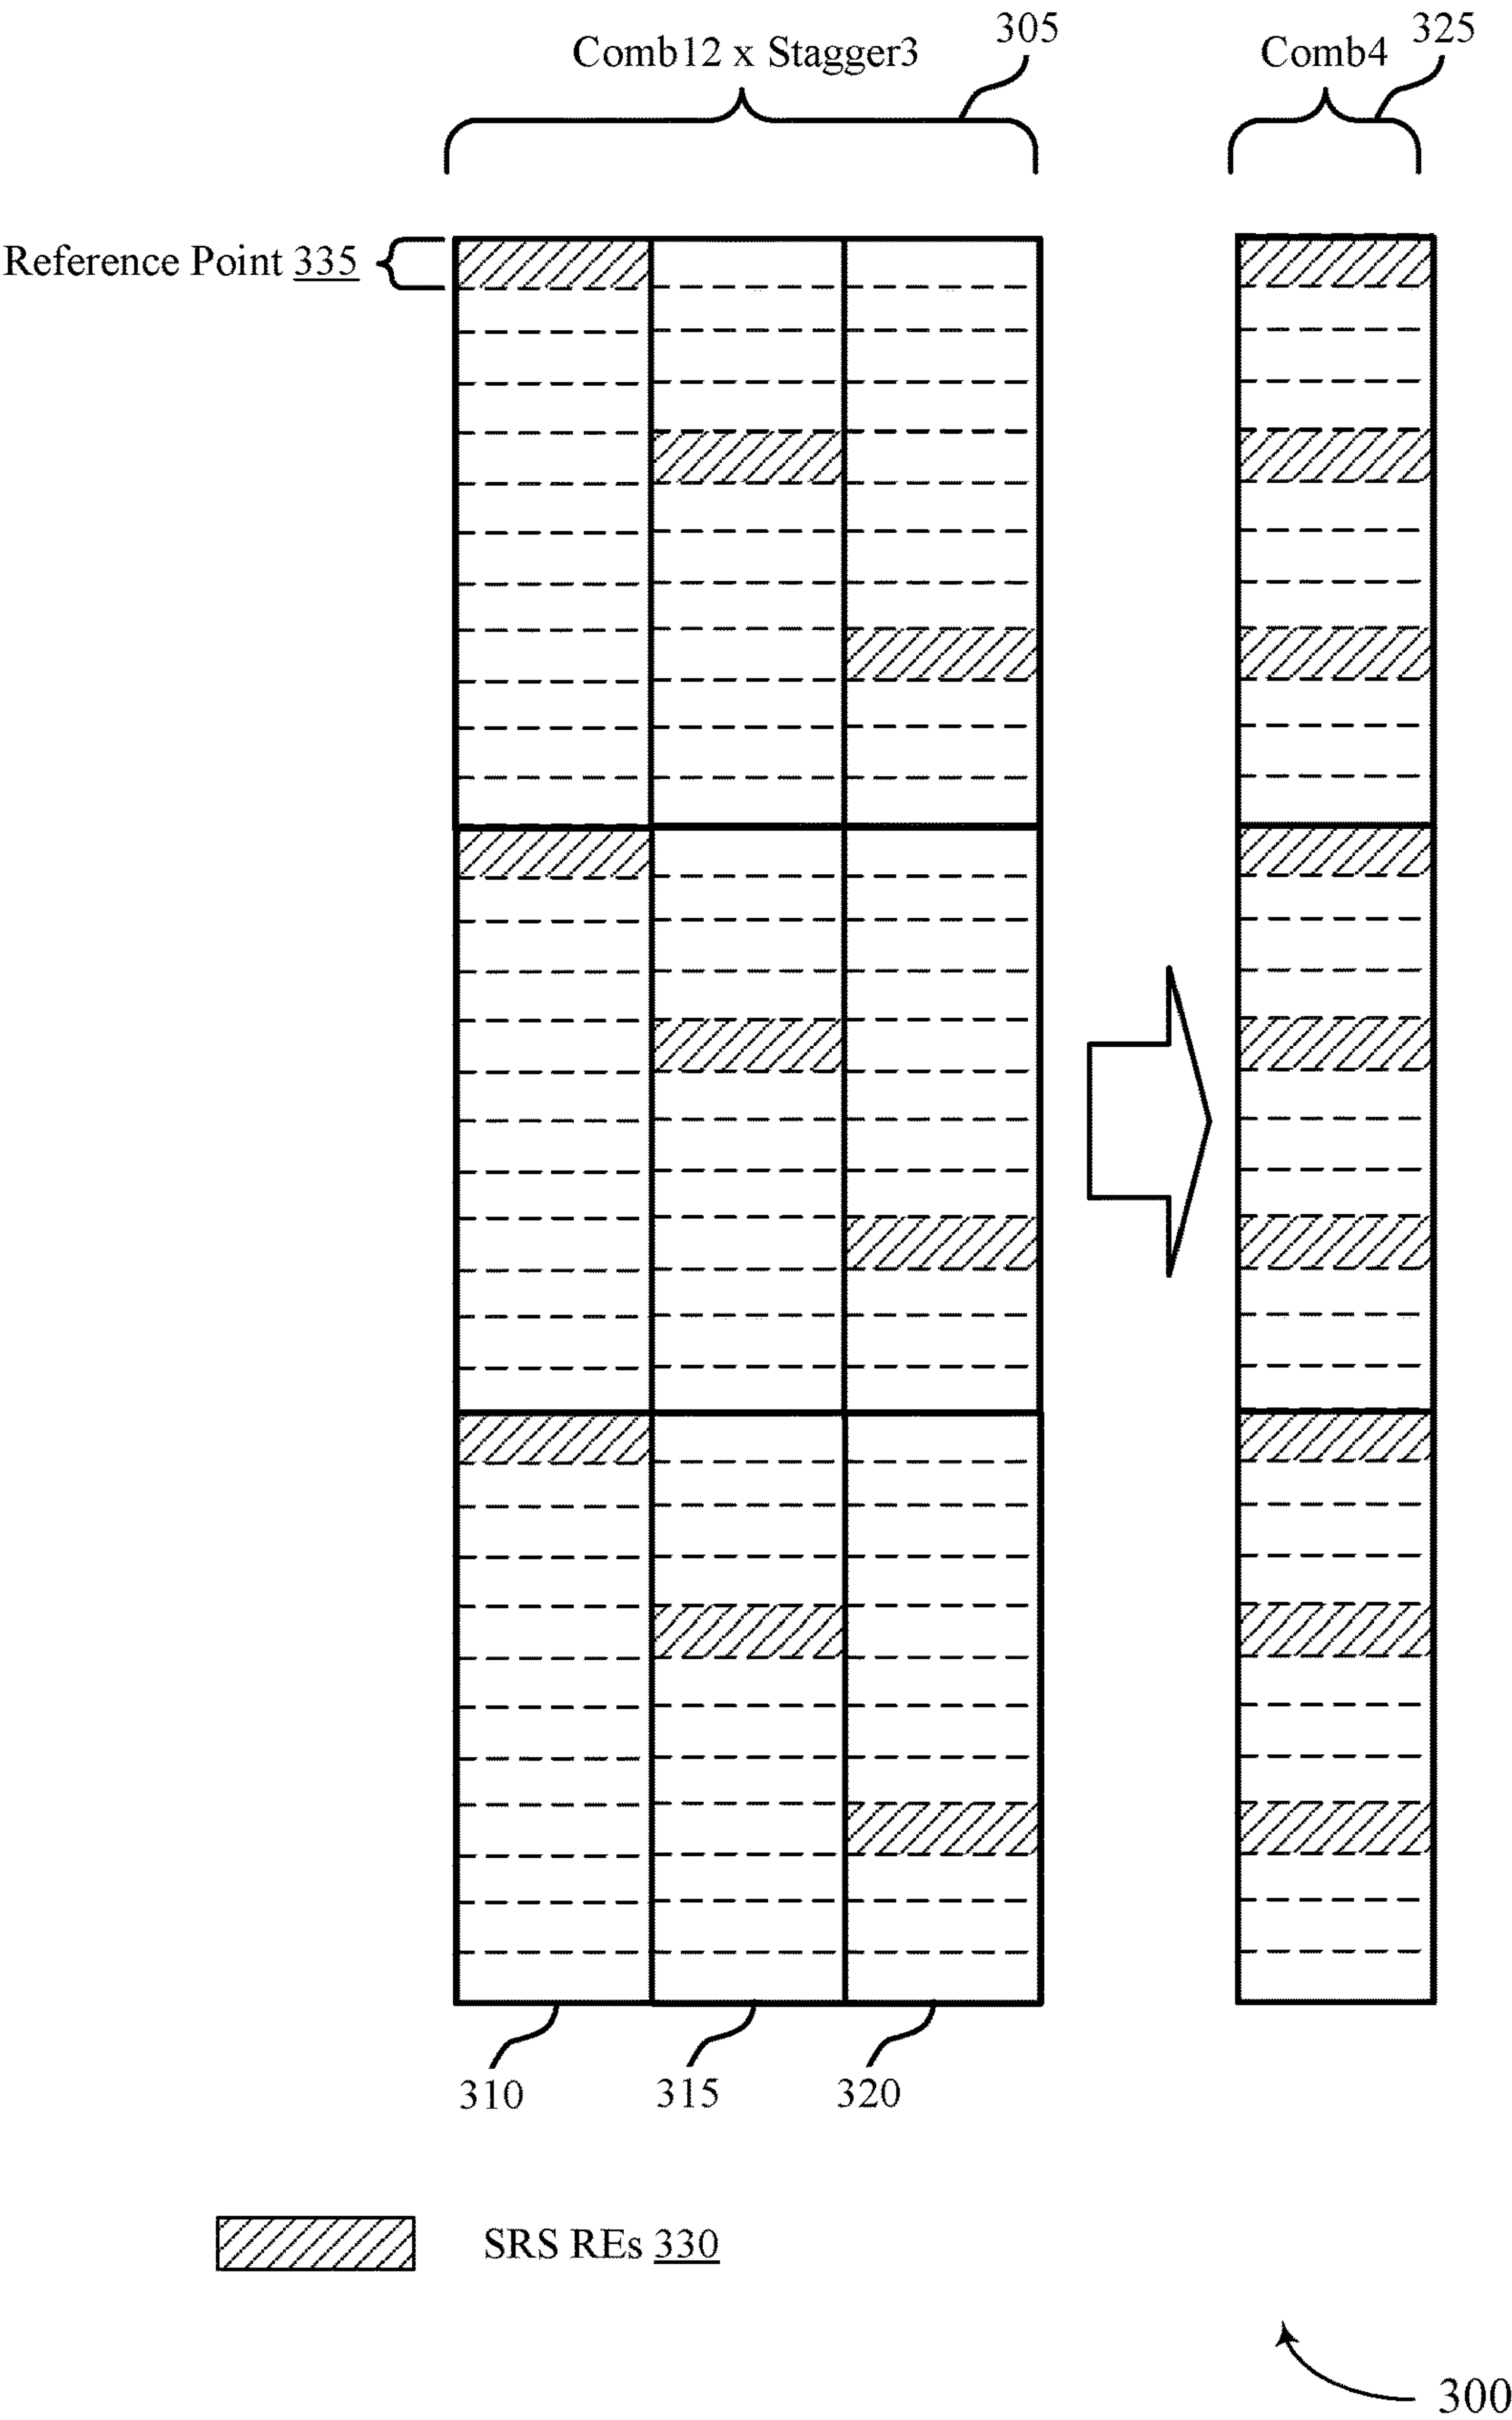 305
325
Comb12 x Stagger3
Comb4
Reference Point 335
310
315
320
SRS REs 330
300